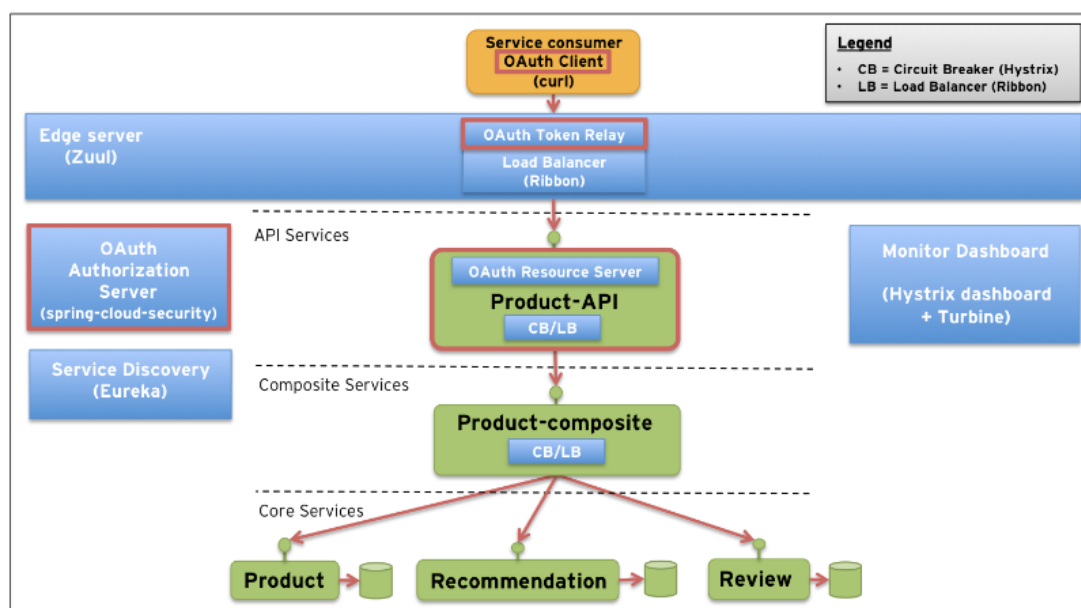 Service consumer
OAuth Client
(curl)
Legend
• CB = Circuit Breaker (Hystrix)
• LB = Load Balancer (Ribbon)
Edge server
(Zuul)
OAuth Token Relay
Load Balancer
(Ribbon)
API Services
OAuth
Authorization
Server
(spring-cloud-security)
OAuth Resource Server
Product-API
CB/LB
Monitor Dashboard
(Hystrix dashboard
+ Turbine)
Service Discovery
(Eureka)
Composite Services
Product-composite
CB/LB
Core Services
Product
Recommendation
Review